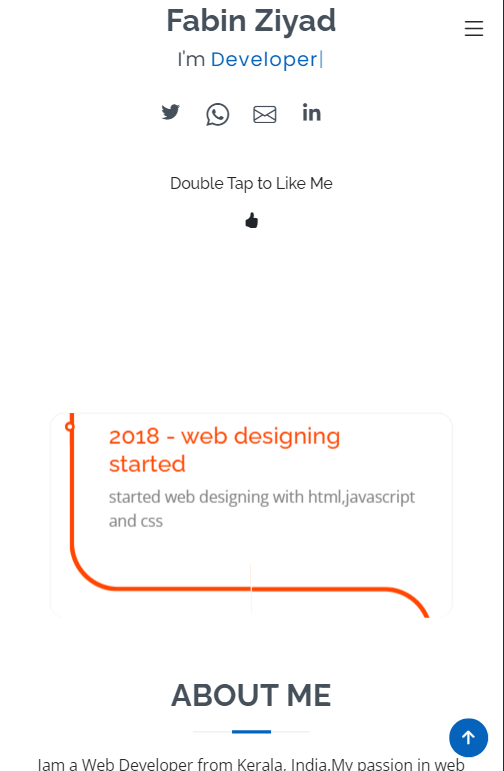 Fabin Ziyad
I'm Developer|
Double Tap to Like Me
2018 - web designing
started
started web designing with html,javascript
and css
ABOUT ME
Iam a Web Developer from Kerala, India.My passion in web